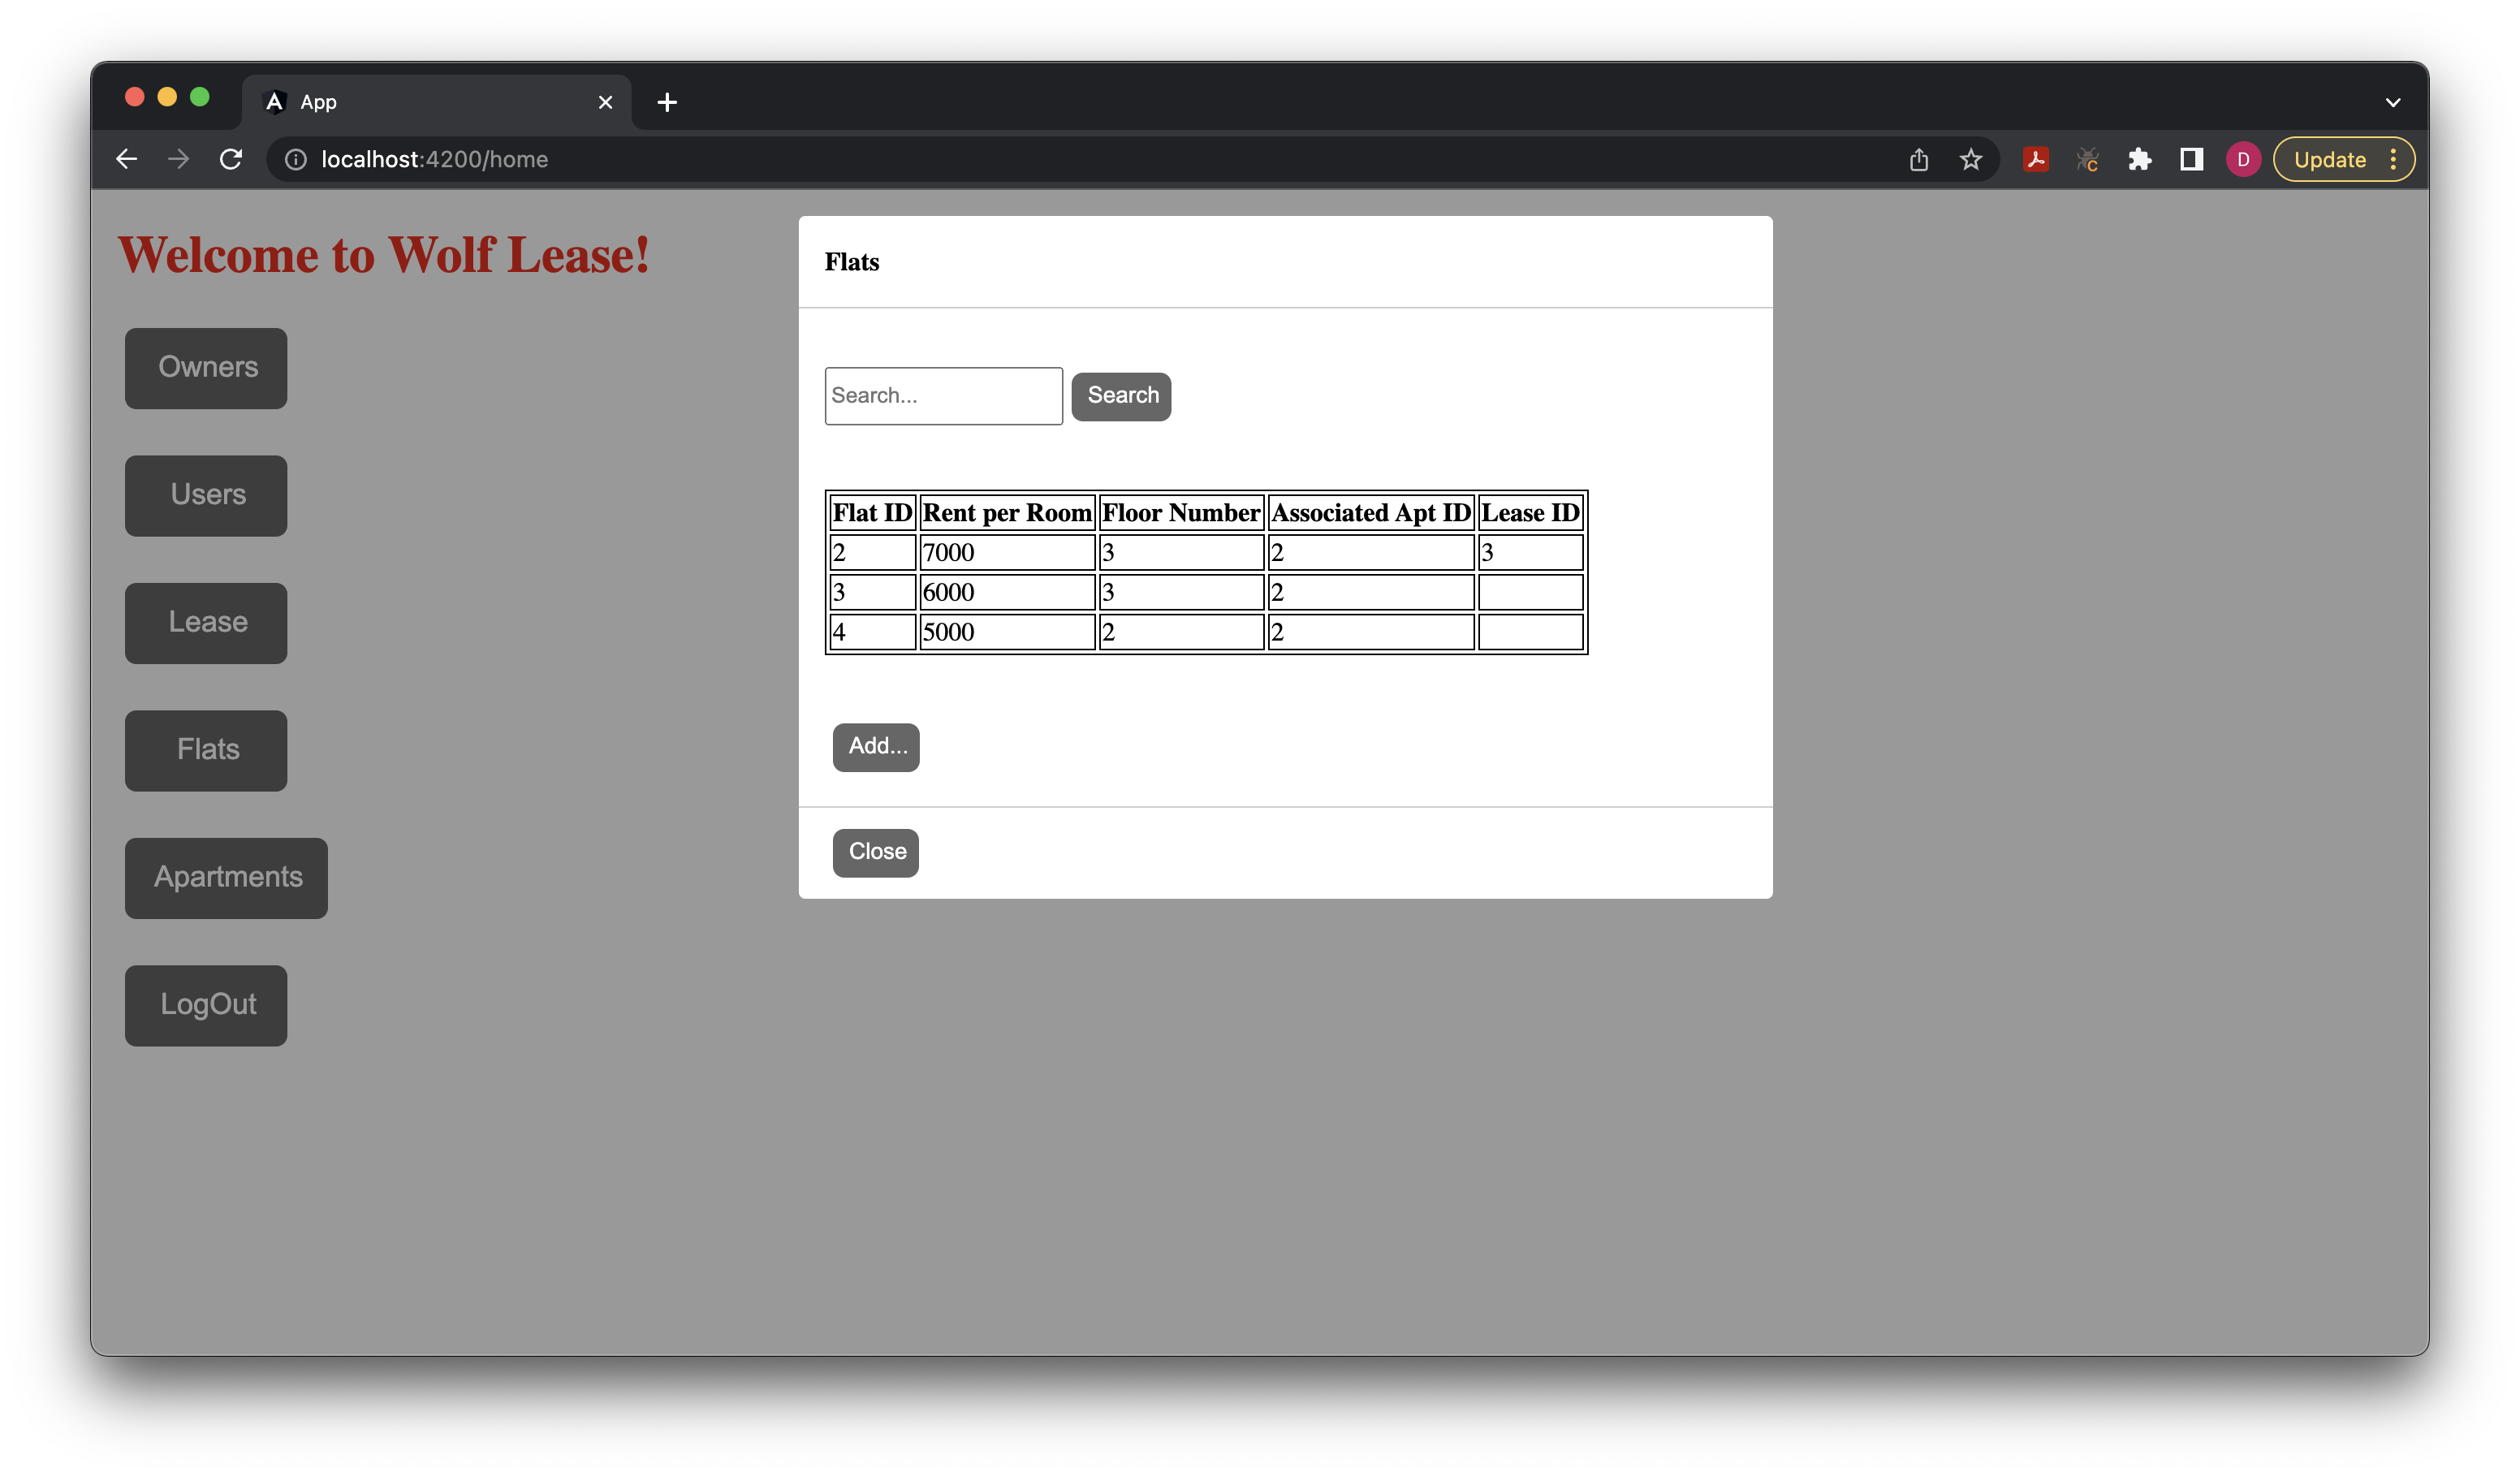 App
localhost:4200/home
D
Update
Welcome to Wolf Lease!
Owners
Users
Lease
Flats
Apartments
LogOut
Flats
Search...
Search
Flat ID Rent per Room Floor Number Associated Apt ID Lease ID
2 7000 3 2 3
3 6000 3 2
4 5000 2 2
Add...
Close